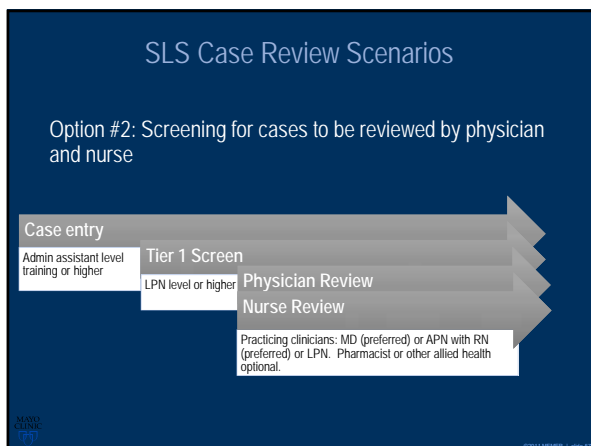 SLS Case Review Scenarios
Option #2: Screening for cases to be reviewed by physician
and nurse
Case entry
Admin assistant level
training or higher
Tier 1 Screen
LPN level or higher
Physician Review
Nurse Review
Practicing clinicians: MD (preferred) or APN with RN
(preferred) or LPN. Pharmacist or other allied health
optional.
MAYO
CLINIC